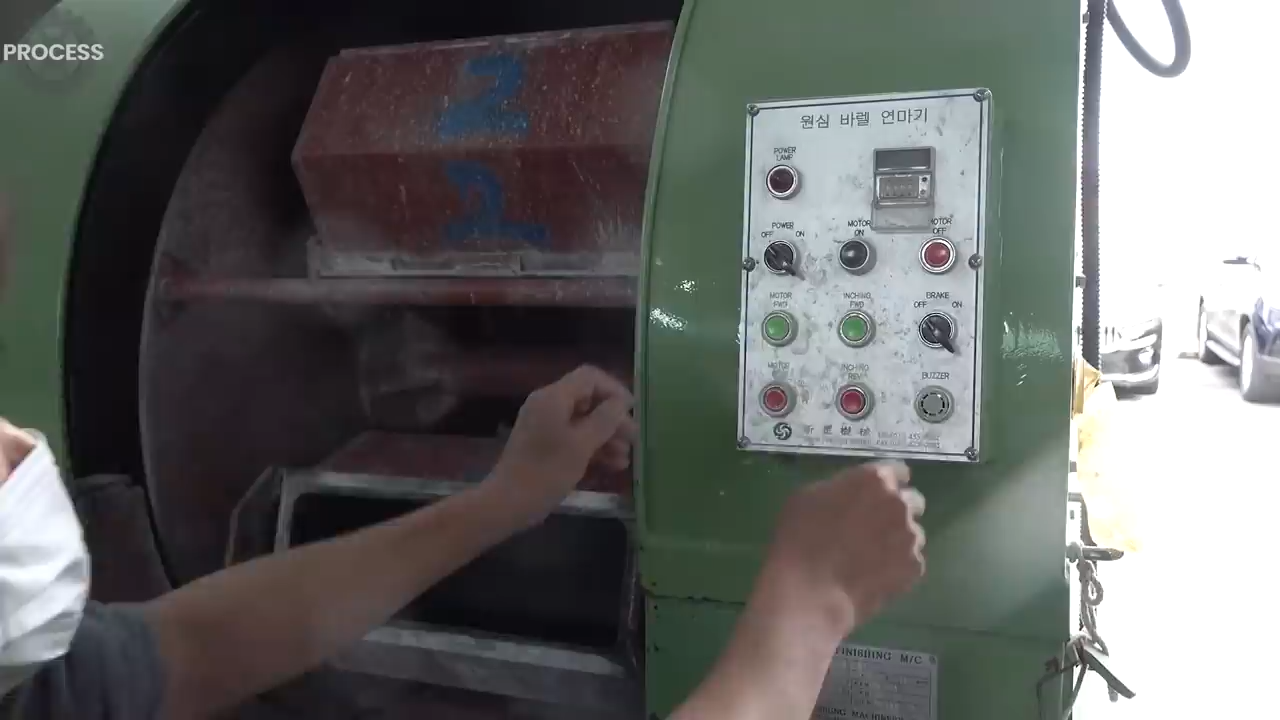 PROCESS
2
2
원심 바렐 연마기
POWER
LAMP
POWER
OFF
ON
MOTOR
ON
MOTOR
OFF
MOTOR
FWD
INCHING
FWD
BRAKE
OFF
ON
MOTOR
INCHING
REV
BUZZER
FINISHING M/C